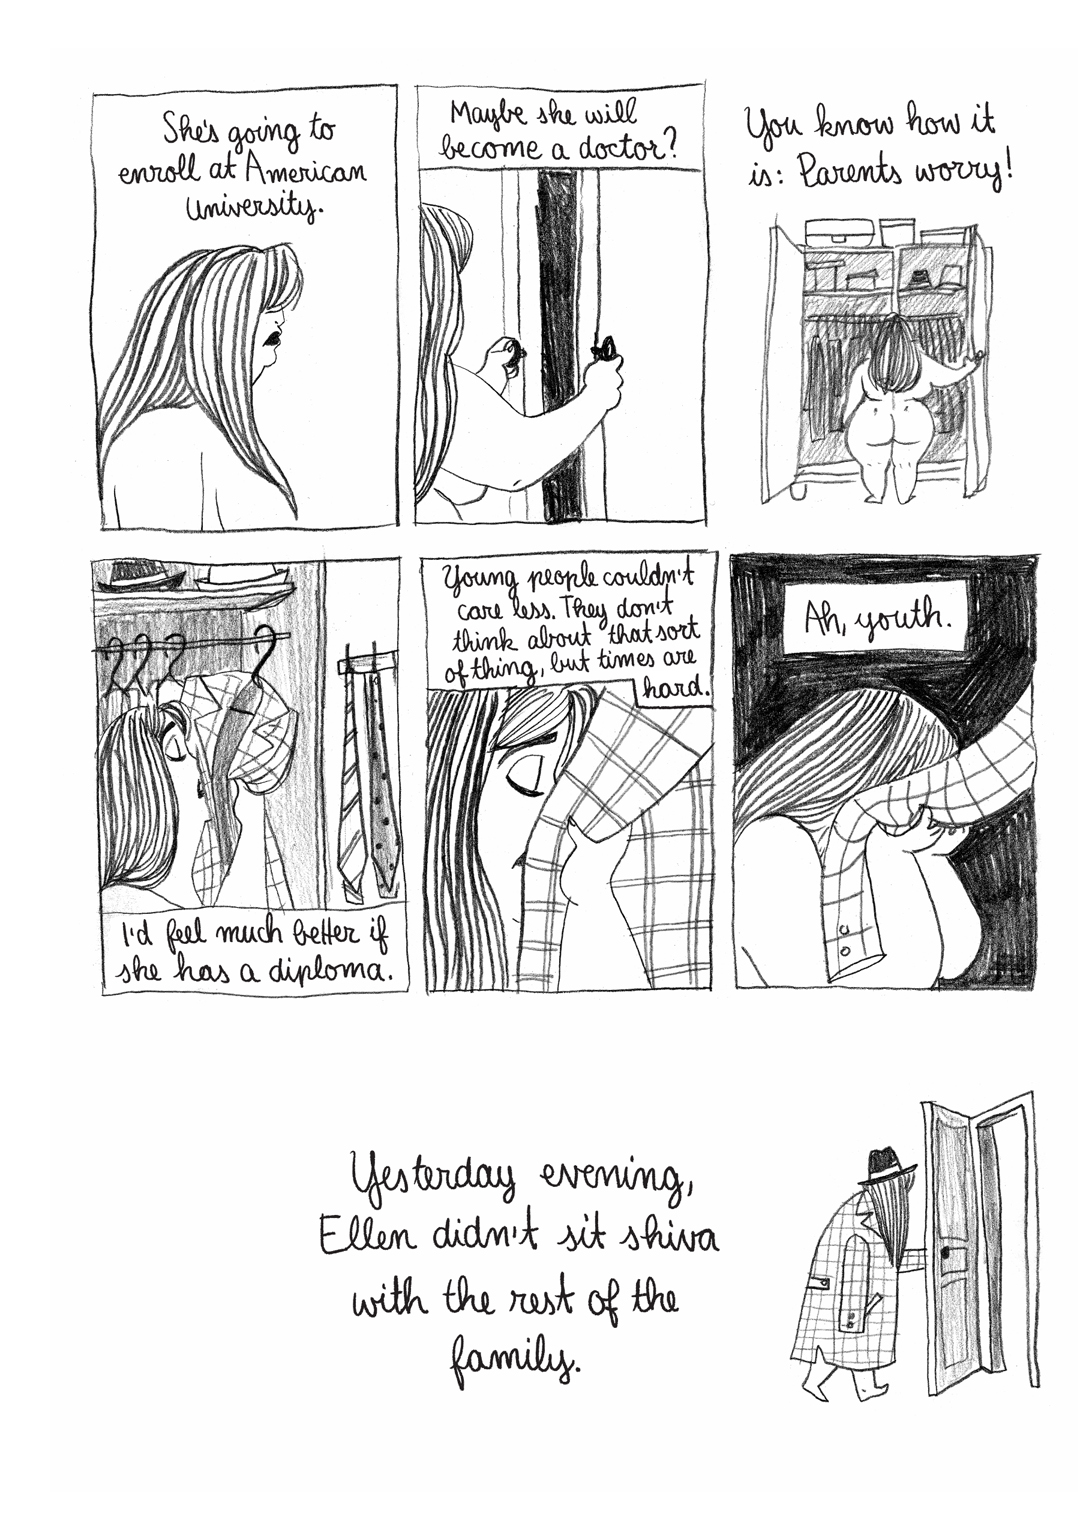 She's going to
enroll at American
University.
Maybe she will
become a doctor?
You know how it
is: Parents worry!
I'd feel much better if
she has a diploma.
Young people couldn't
care less. They don't
think about that sort
of thing, but times are
hard.
Ah, youth.
Yesterday evening,
Ellen didn't sit shiva
with the rest of the
family.